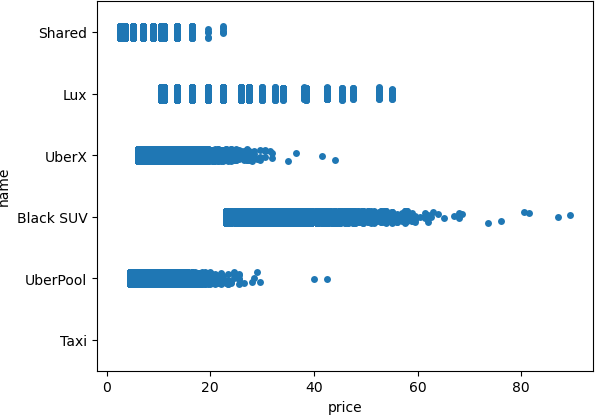 Shared
Lux
UberX
Black SUV
UberPool
Taxi
name
0 20 40 60 80
price